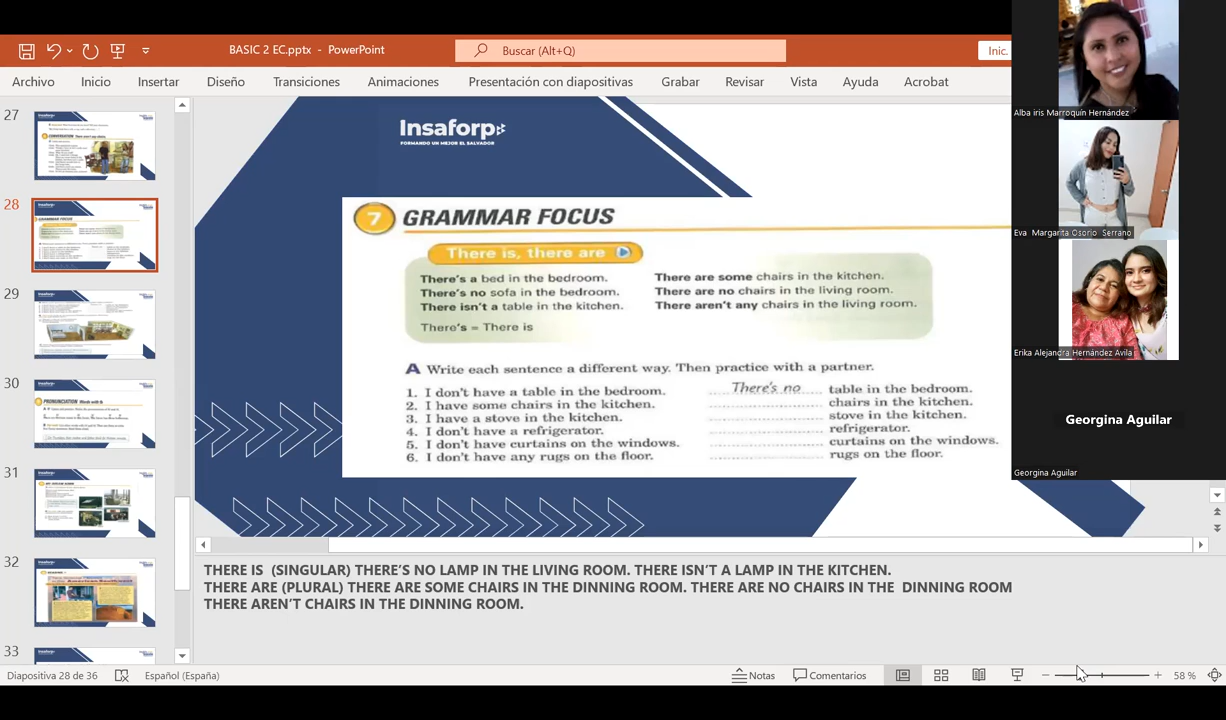 BASIC 2 EC.pptx - PowerPoint
Buscar (Alt+Q)
Inic.
Archivo Inicio Insertar Diseño Transiciones Animaciones Presentación con diapositivas Grabar Revisar Vista Ayuda Acrobat
27
28
29
30
31
32
33
Insaforp
FORMANDO UN MEJOR EL SALVADOR
7 GRAMMAR FOCUS
There is, there are
There's a bed in the bedroom.
There's no sofa in the bedroom.
There isn't a table in the kitchen.
There's = There is
There are some chairs in the kitchen.
There are no chairs in the living room.
There aren't any chairs in the living room.
A Write each sentence a different way. Then practice with a partner.
1. I don't have a table in the bedroom. There's no table in the bedroom.
2. I have some chairs in the kitchen. chairs in the kitchen.
3. I have a stove in the kitchen. stove in the kitchen.
4. I don't have a refrigerator. refrigerator.
5. I don't have curtains on the windows. curtains on the windows.
6. I don't have any rugs on the floor. rugs on the floor.
THERE IS (SINGULAR) THERE'S NO LAMP IN THE LIVING ROOM. THERE ISN'T A LAMP IN THE KITCHEN.
THERE ARE (PLURAL) THERE ARE SOME CHAIRS IN THE DINNING ROOM. THERE ARE NO CHAIRS IN THE DINNING ROOM
THERE AREN'T CHAIRS IN THE DINNING ROOM.
Alba iris Marroquín Hernández
Eva Margarita Osorio Serrano
Erika Alejandra Hernández Avila
Georgina Aguilar
Georgina Aguilar
Diapositiva 28 de 36 Español (España) Notas Comentarios 58 %